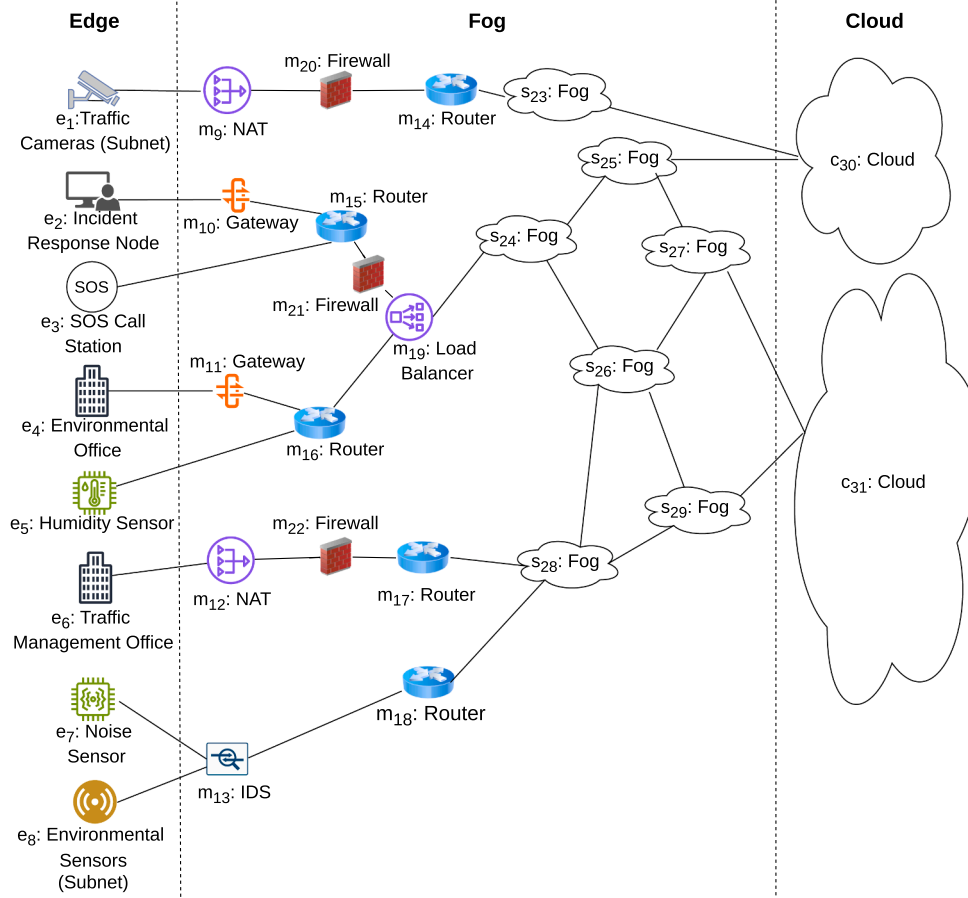 Edge
Fog
Cloud
e1:Traffic
Cameras (Subnet)
m9: NAT
m20: Firewall
m14: Router
s23: Fog
s25: Fog
c30: Cloud
e2: Incident
Response Node
m10: Gateway
m15: Router
s24: Fog
s27: Fog
SOS
e3: SOS Call
Station
m21: Firewall
m19: Load
Balancer
m11: Gateway
s26: Fog
e4: Environmental
Office
m16: Router
c31: Cloud
e5: Humidity Sensor
m22: Firewall
s29: Fog
s28: Fog
m12: NAT
m17: Router
e6: Traffic
Management Office
m18: Router
e7: Noise
Sensor
m13: IDS
e8: Environmental
Sensors
(Subnet)